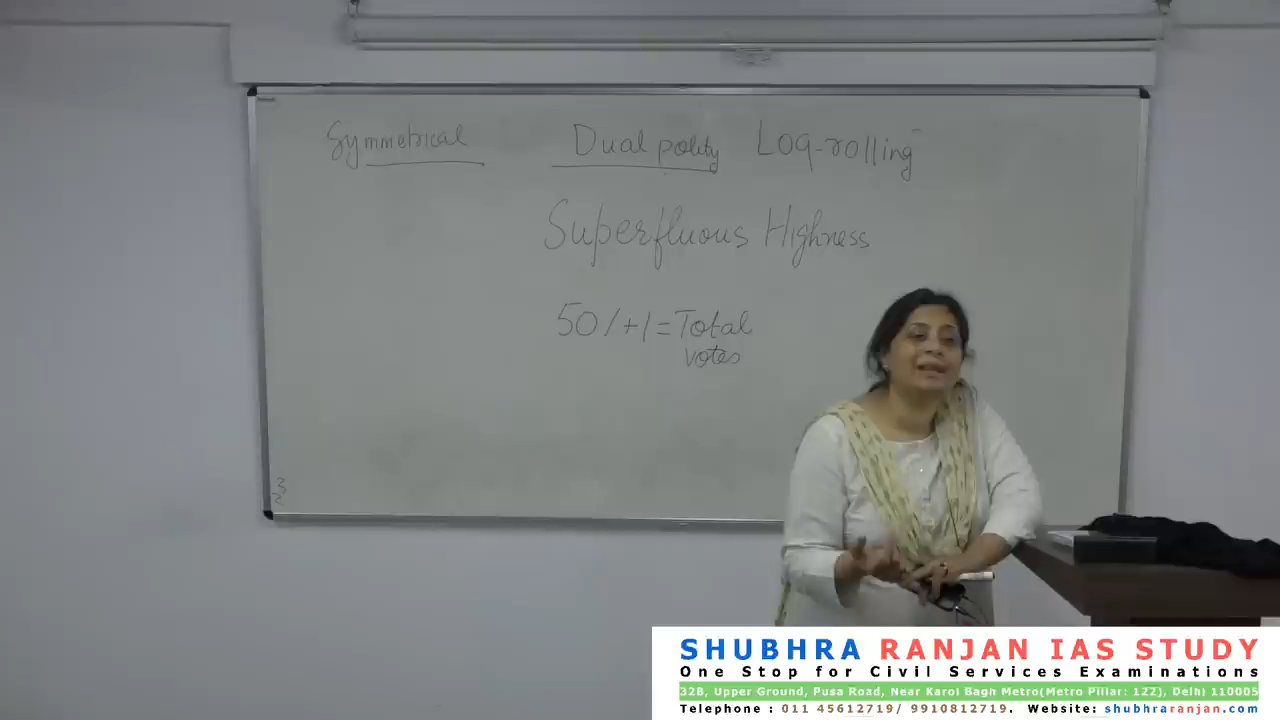 Symmetrical Dual polity Log-rolling
Superfluous Highness
50%+1=Total
votes
3
2
SHUBHRA RANJAN IAS STUDY
One Stop for Civil Services Examinations
32B, Upper Ground, Pusa Road, Near Karol Bagh Metro(Metro Pillar: 122), Delhi 110005
Telephone : 011 45612719/ 9910812719. Website: shubhraranjan.com